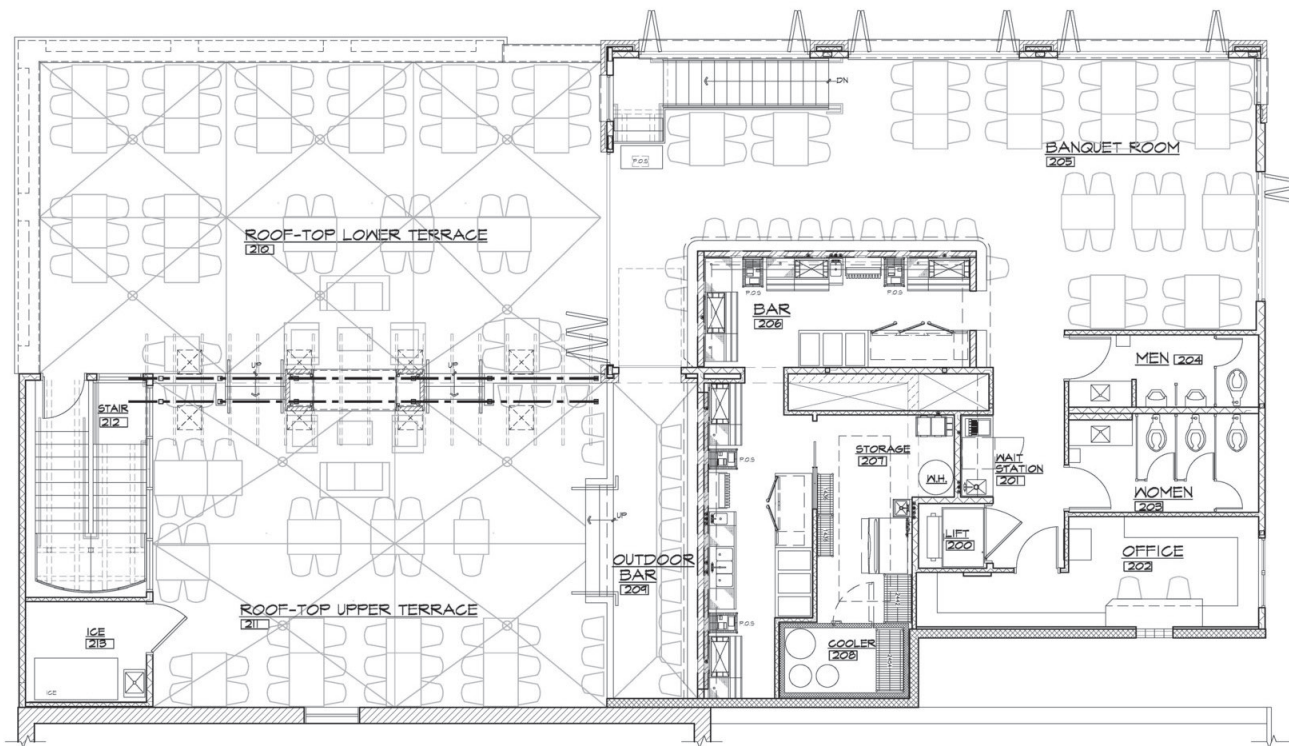 DN
P.O.S
BANQUET ROOM
205
ROOF-TOP LOWER TERRACE
210
P.O.S
P.O.S
BAR
206
MEN 204
UP
UP
STAIR
212
STORAGE
207
WAIT
STATION
201
P.O.S
W.H.
WOMEN
203
UP
LIFT
200
OFFICE
202
OUTDOOR
BAR
209
ROOF-TOP UPPER TERRACE
211
P.O.S
ICE
213
COOLER
208
ICE